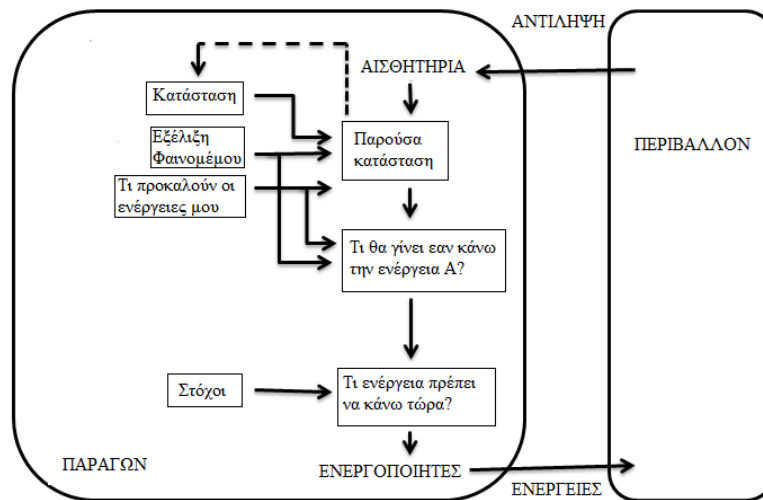 ΑΝΤΙΛΗΨΗ
ΑΙΣΘΗΤΗΡΙΑ
Κατάσταση
Εξέλιξη
Φαινομέμου
Παρούσα
κατάσταση
ΠΕΡΙΒΑΛΛΟΝ
Τι προκαλούν οι
ενέργειες μου
Τι θα γίνει εαν κάνω
την ενέργεια Α?
Στόχοι
Τι ενέργεια πρέπει
να κάνω τώρα?
ΠΑΡΑΓΩΝ
ΕΝΕΡΓΟΠΟΙΗΤΕΣ
ΕΝΕΡΓΕΙΕΣ